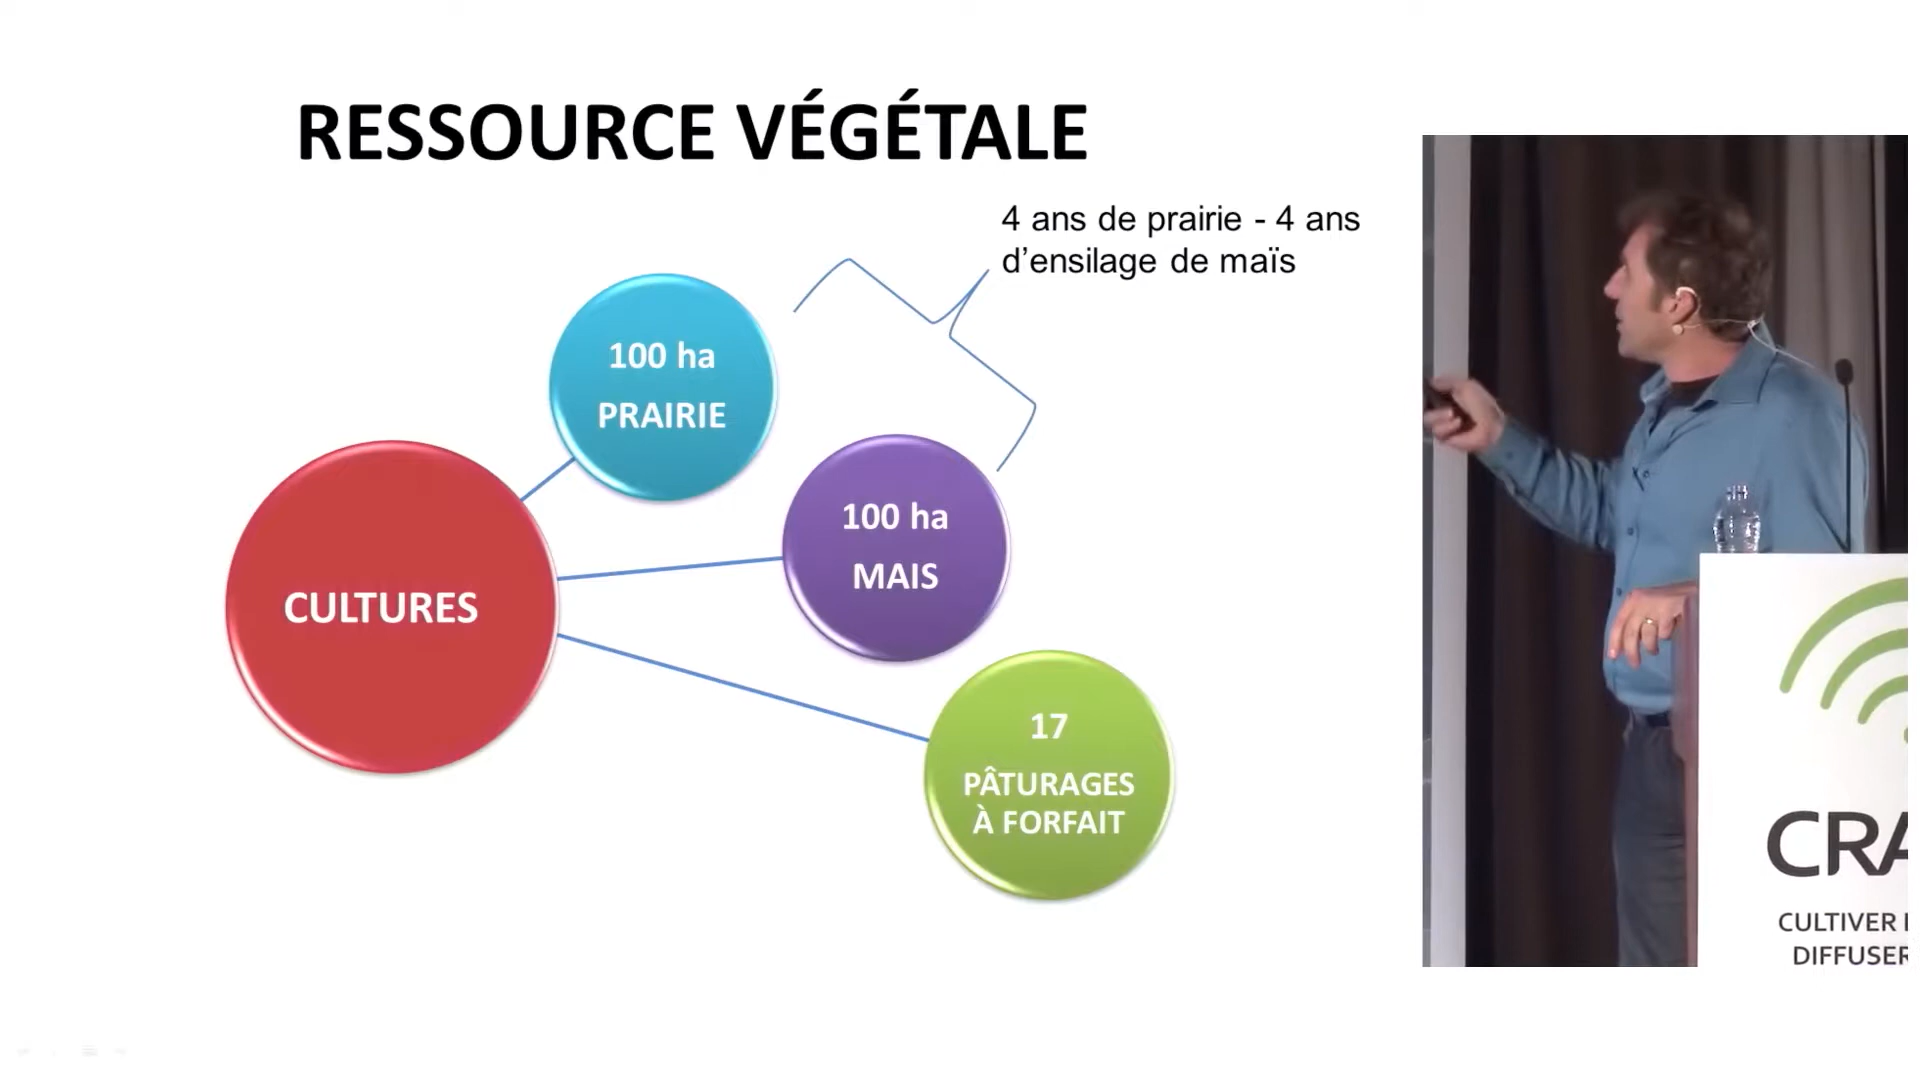 RESSOURCE VÉGÉTALE
4 ans de prairie - 4 ans
d’ensilage de maïs
100 ha
PRAIRIE
100 ha
MAIS
CULTURES
17
PÂTURAGES
À FORFAIT
CRA
CULTIVER
DIFFUSER